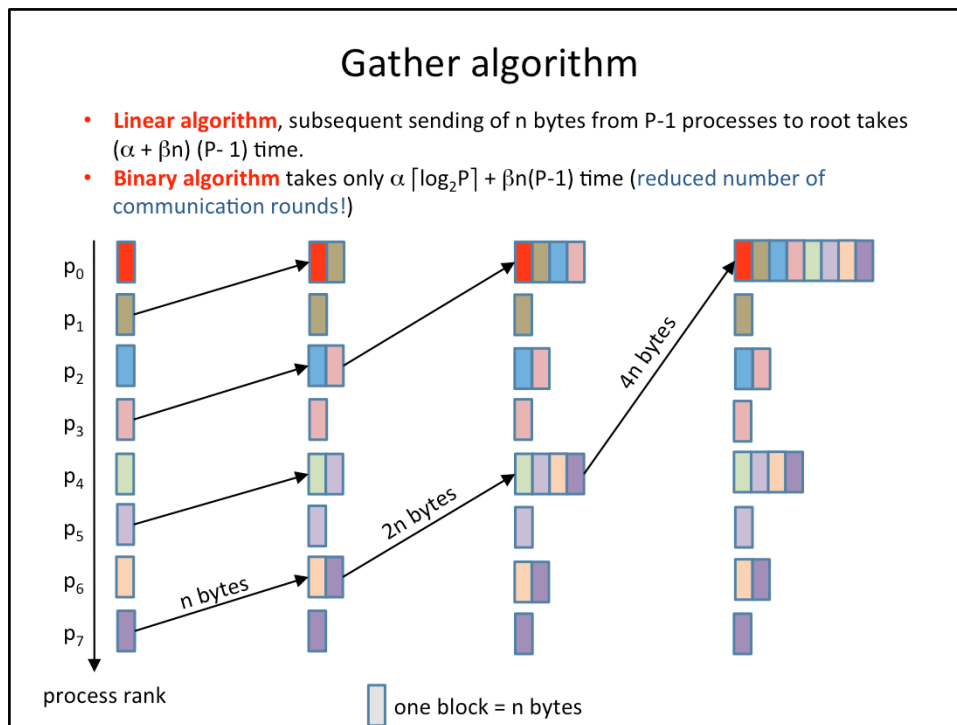 Gather algorithm
• Linear algorithm, subsequent sending of n bytes from P-1 processes to root takes
(α + βn) (P- 1) time.
• Binary algorithm takes only α ⌈log₂P⌉ + βn(P-1) time (reduced number of
communication rounds!)
p₀
p₁
p₂
p₃
p₄
p₅
p₆
p₇
n bytes
2n bytes
4n bytes
process rank
one block = n bytes